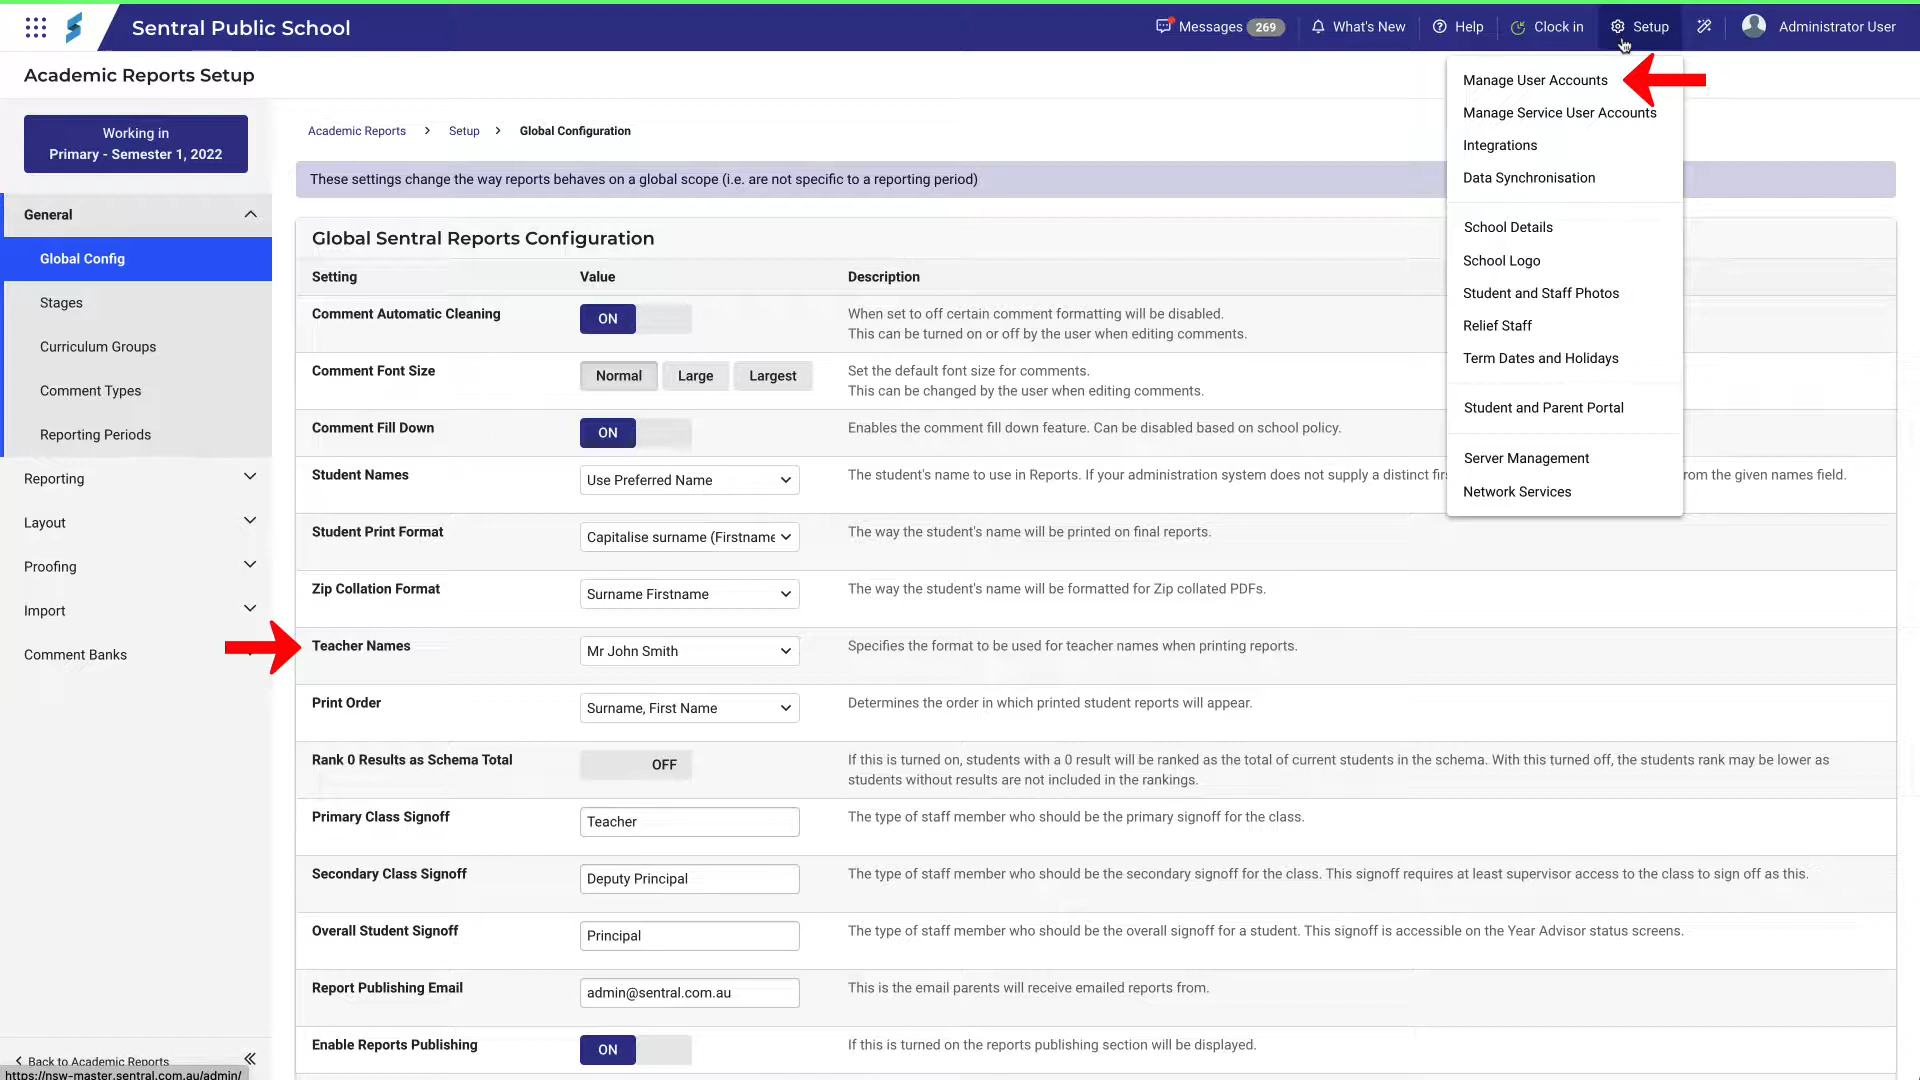 Sentral Public School
Messages 269
What's New
Help
Clock in
Setup
Administrator User
Academic Reports Setup
Manage User Accounts
Manage Service User Accounts
Integrations
Data Synchronisation
School Details
School Logo
Student and Staff Photos
Relief Staff
Term Dates and Holidays
Student and Parent Portal
Server Management
Network Services
Working in
Primary - Semester 1, 2022
General
Global Config
Stages
Curriculum Groups
Comment Types
Reporting Periods
Reporting
Layout
Proofing
Import
Comment Banks
Back to Academic Reports
https://nsw-master.sentral.com.au/admin/
Academic Reports > Setup > Global Configuration
These settings change the way reports behaves on a global scope (i.e. are not specific to a reporting period)
Global Sentral Reports Configuration
Setting Value Description
Comment Automatic Cleaning ON When set to off certain comment formatting will be disabled.
This can be turned on or off by the user when editing comments.
Comment Font Size Normal Large Largest Set the default font size for comments.
This can be changed by the user when editing comments.
Comment Fill Down ON Enables the comment fill down feature. Can be disabled based on school policy.
Student Names Use Preferred Name The student's name to use in Reports. If your administration system does not supply a distinct rom the given names field.
Student Print Format Capitalise surname (Firstname The way the student's name will be printed on final reports.
Zip Collation Format Surname Firstname The way the student's name will be formatted for Zip collated PDFs.
Teacher Names Mr John Smith Specifies the format to be used for teacher names when printing reports.
Print Order Surname, First Name Determines the order in which printed student reports will appear.
Rank 0 Results as Schema Total OFF If this is turned on, students with a 0 result will be ranked as the total of current students in the schema. With this turned off, the students rank may be lower as
students without results are not included in the rankings.
Primary Class Signoff Teacher The type of staff member who should be the primary signoff for the class.
Secondary Class Signoff Deputy Principal The type of staff member who should be the secondary signoff for the class. This signoff requires at least supervisor access to the class to sign off as this.
Overall Student Signoff Principal The type of staff member who should be the overall signoff for a student. This signoff is accessible on the Year Advisor status screens.
Report Publishing Email admin@sentral.com.au This is the email parents will receive emailed reports from.
Enable Reports Publishing ON If this is turned on the reports publishing section will be displayed.